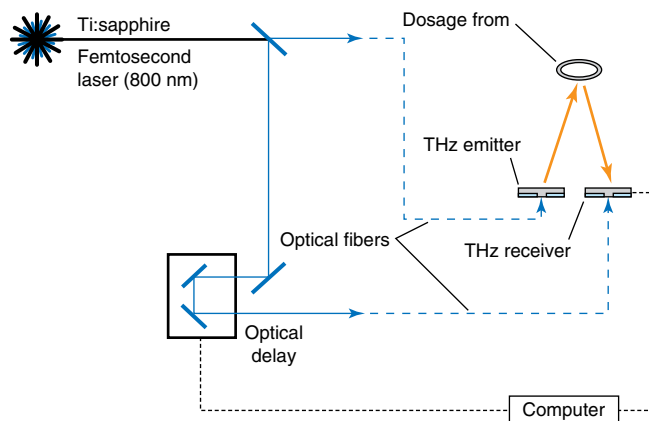 Ti:sapphire
Femtosecond
laser (800 nm)
Dosage from
THz emitter
Optical fibers
THz receiver
Optical
delay
Computer